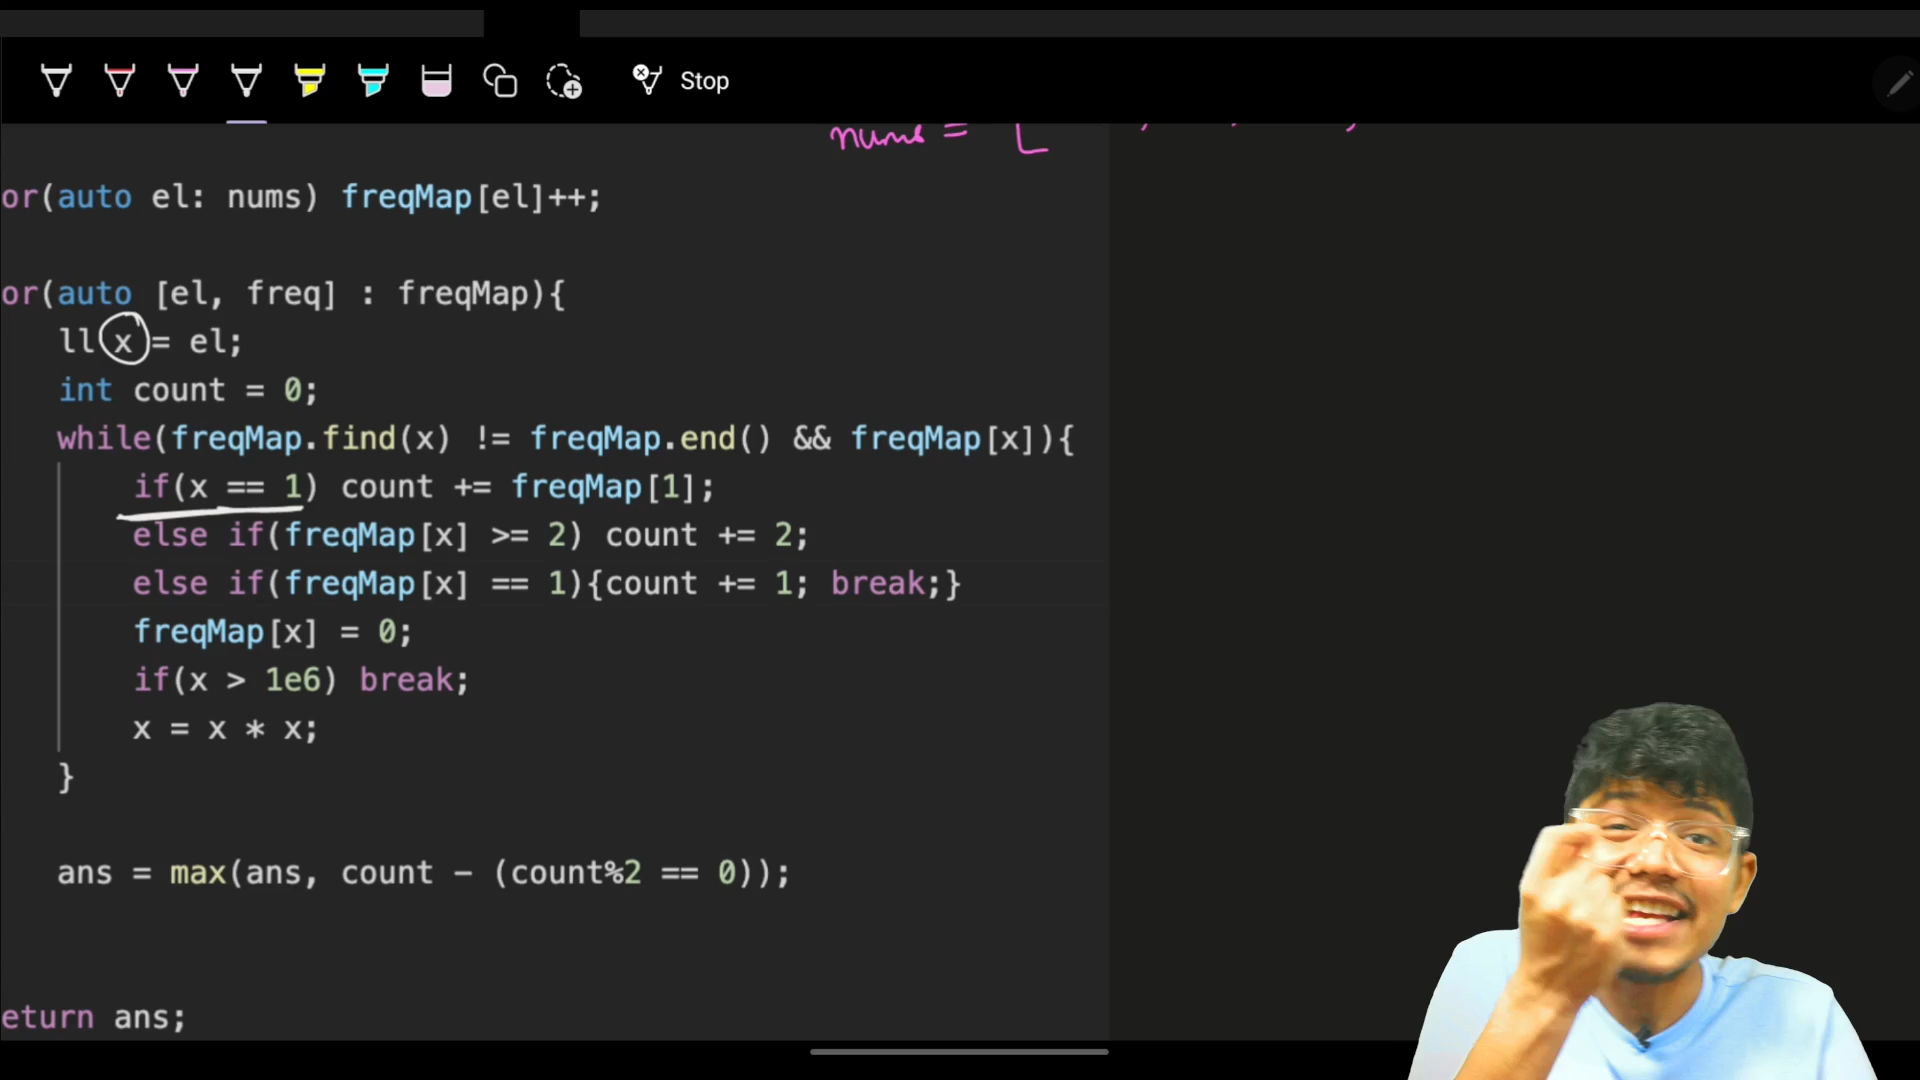 Stop
nums = [
or(auto el: nums) freqMap[el]++;
or(auto [el, freq] : freqMap){
ll x = el;
int count = 0;
while(freqMap.find(x) != freqMap.end() && freqMap[x]){
if(x == 1) count += freqMap[1];
else if(freqMap[x] >= 2) count += 2;
else if(freqMap[x] == 1){count += 1; break;}
freqMap[x] = 0;
if(x > 1e6) break;
x = x * x;
}
ans = max(ans, count - (count%2 == 0));
eturn ans;